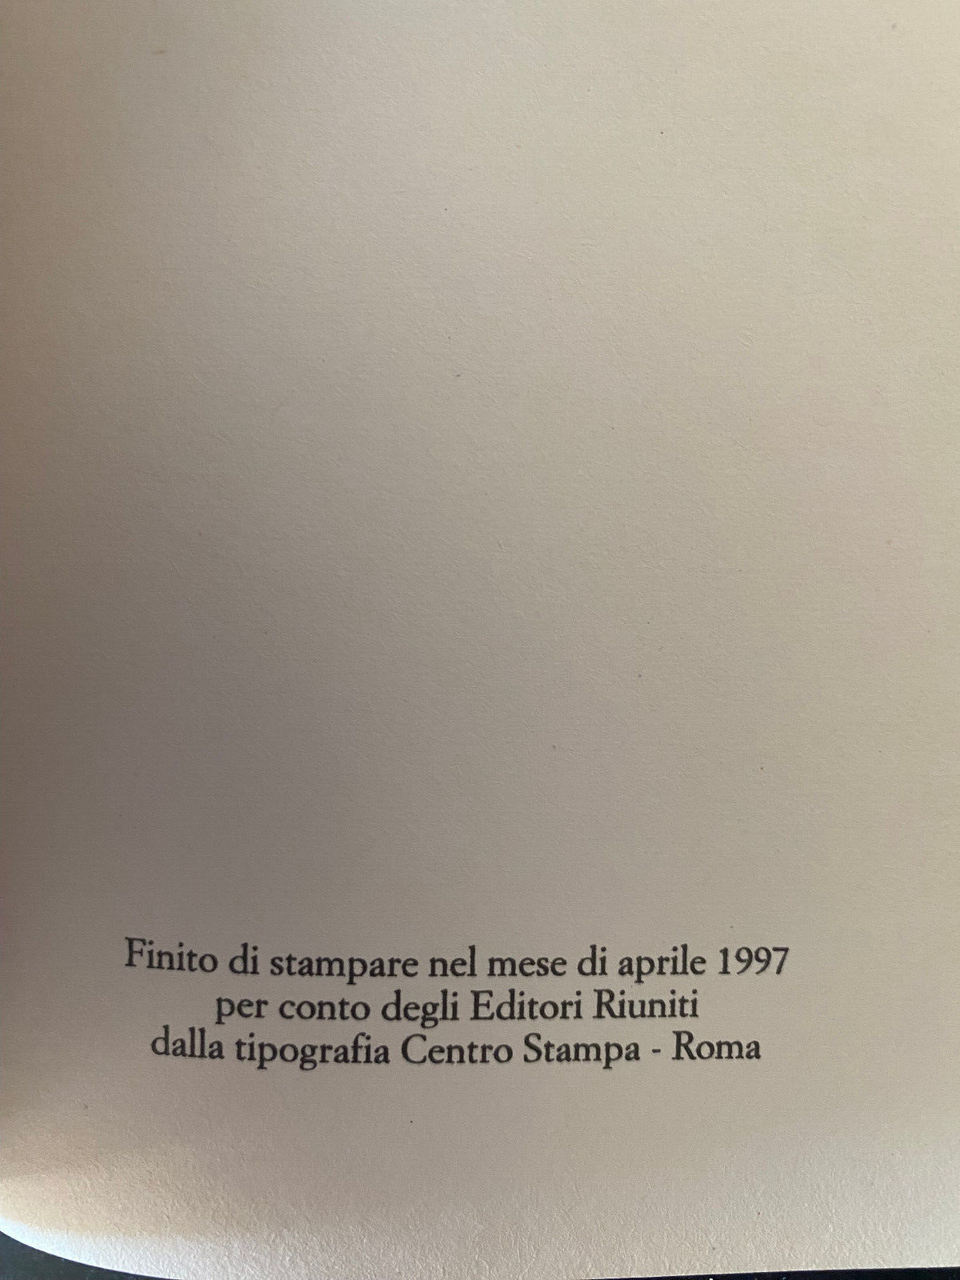 Finito di stampare nel mese di aprile 1997
per conto degli Editori Riuniti
dalla tipografia Centro Stampa - Roma